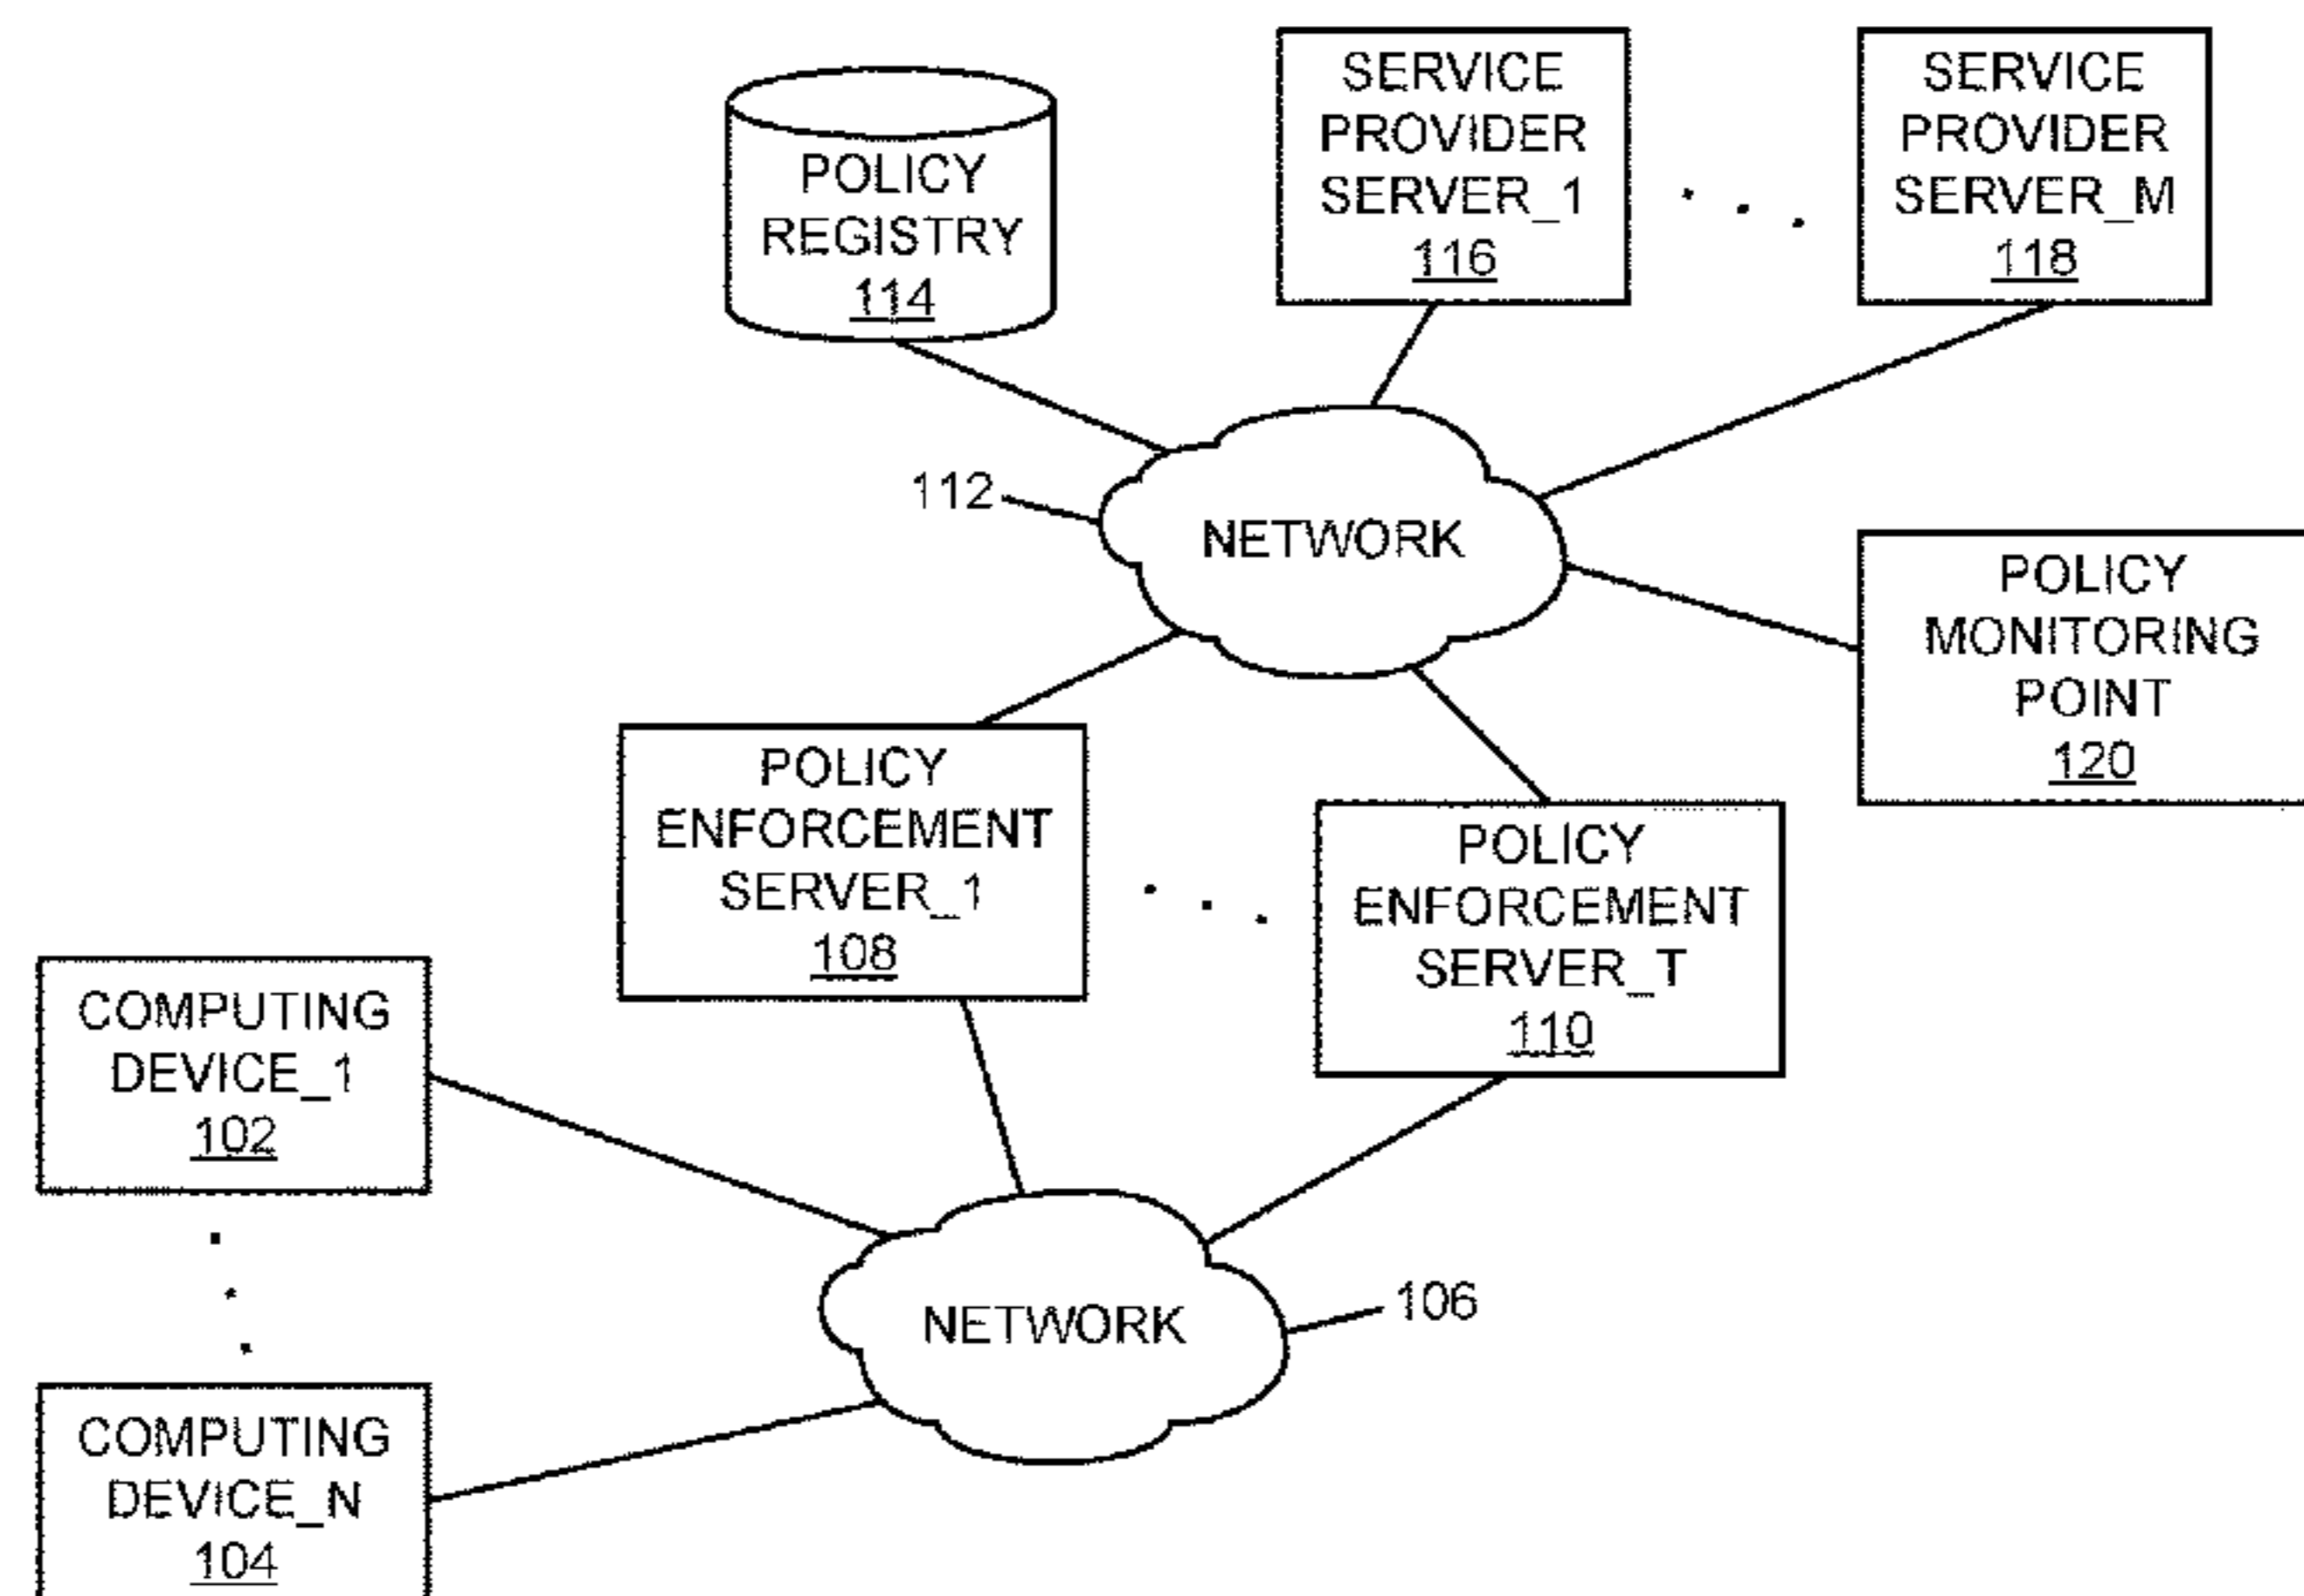 POLICY
REGISTRY
114
SERVICE
PROVIDER
SERVER_1
116
SERVICE
PROVIDER
SERVER_M
118
112
NETWORK
POLICY
MONITORING
POINT
120
POLICY
ENFORCEMENT
SERVER_1
108
POLICY
ENFORCEMENT
SERVER_T
110
COMPUTING
DEVICE_1
102
NETWORK
106
COMPUTING
DEVICE_N
104